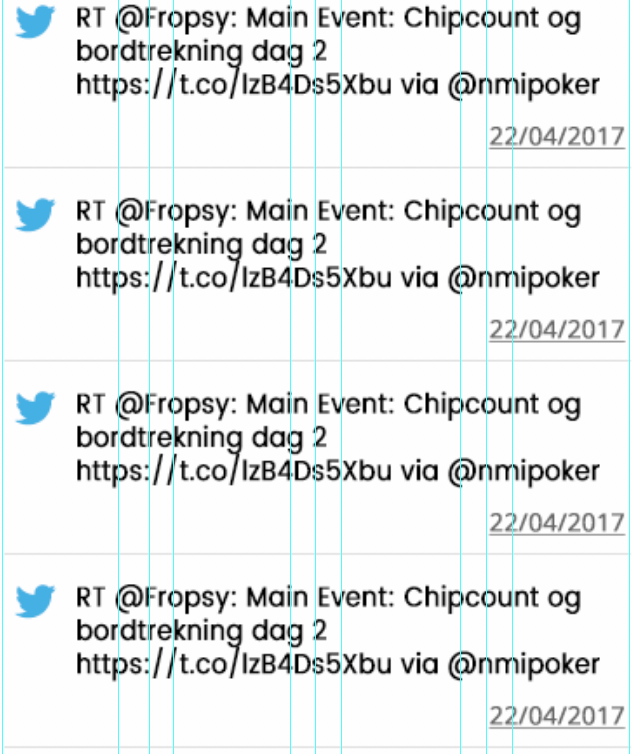 RT @Fropsy: Main Event: Chipcount og
bordtrekning dag 2
https://t.co/lzB4Ds5Xbu via @nmipoker
22/04/2017
RT @Fropsy: Main Event: Chipcount og
bordtrekning dag 2
https://t.co/lzB4Ds5Xbu via @nmipoker
22/04/2017
RT @Fropsy: Main Event: Chipcount og
bordtrekning dag 2
https://t.co/lzB4Ds5Xbu via @nmipoker
22/04/2017
RT @Fropsy: Main Event: Chipcount og
bordtrekning dag 2
https://t.co/lzB4Ds5Xbu via @nmipoker
22/04/2017